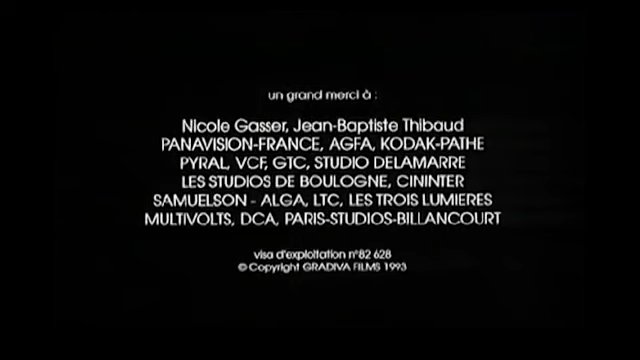 un grand merci à :
Nicole Gasser, Jean-Baptiste Thibaud
PANAVISION-FRANCE, AGFA, KODAK-PATHE
PYRAL, VCF, GTC, STUDIO DELAMARRE
LES STUDIOS DE BOULOGNE, CININTER
SAMUELSON - ALGA, LTC, LES TROIS LUMIERES
MULTIVOLTS, DCA, PARIS-STUDIOS-BILLANCOURT
visa d'exploitation n°82 628
© Copyright GRADIVA FILMS 1993